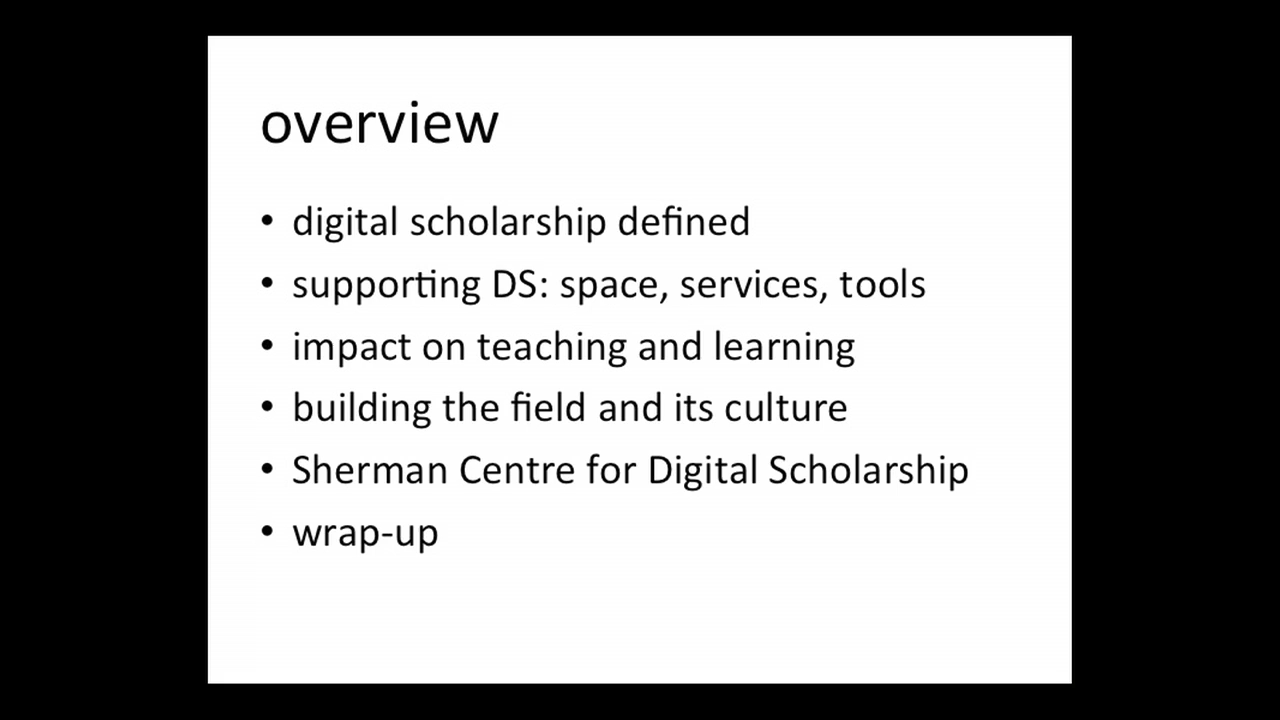 overview
• digital scholarship defined
• supporting DS: space, services, tools
• impact on teaching and learning
• building the field and its culture
• Sherman Centre for Digital Scholarship
• wrap-up